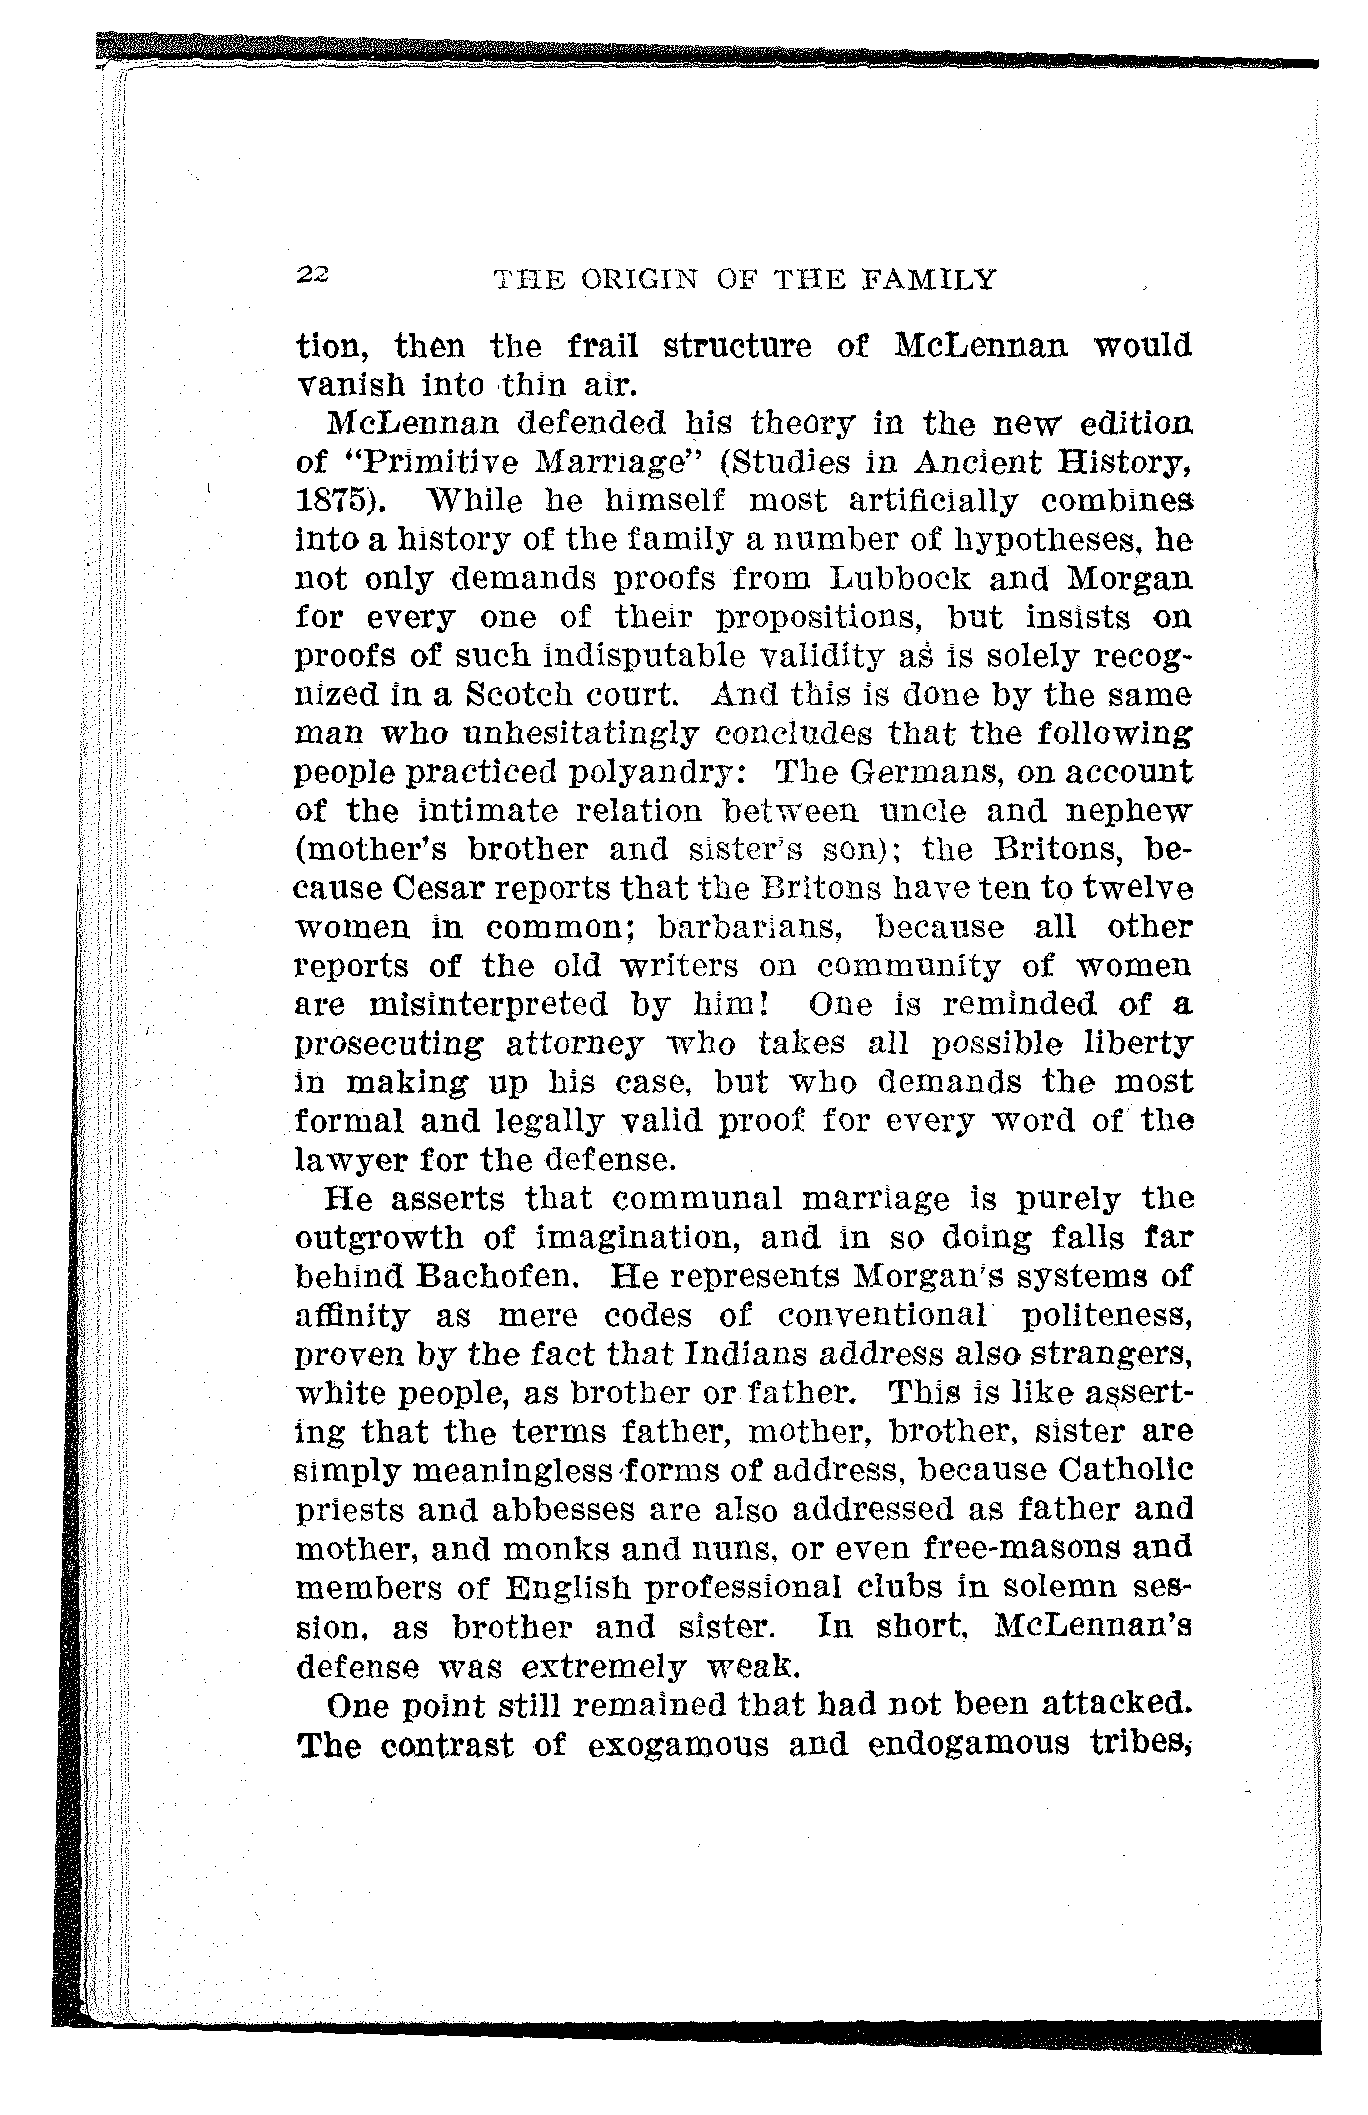 22 THE ORIGIN OF THE FAMILY
tion, then the frail structure of McLennan would
vanish into thin air.
McLennan defended his theory in the new edition
of “Primitive Marriage” (Studies in Ancient History,
1875). While he himself most artificially combines
into a history of the family a number of hypotheses, he
not only demands proofs from Lubbock and Morgan
for every one of their propositions, but insists on
proofs of such indisputable validity as is solely recog-
nized in a Scotch court. And this is done by the same
man who unhesitatingly concludes that the following
people practiced polyandry: The Germans, on account
of the intimate relation between uncle and nephew
(mother's brother and sister's son); the Britons, be-
cause Cesar reports that the Britons have ten to twelve
women in common; barbarians, because all other
reports of the old writers on community of women
are misinterpreted by him! One is reminded of a
prosecuting attorney who takes all possible liberty
in making up his case, but who demands the most
formal and legally valid proof for every word of the
lawyer for the defense.
He asserts that communal marriage is purely the
outgrowth of imagination, and in so doing falls far
behind Bachofen. He represents Morgan's systems of
affinity as mere codes of conventional politeness,
proven by the fact that Indians address also strangers,
white people, as brother or father. This is like assert-
ing that the terms father, mother, brother, sister are
simply meaningless forms of address, because Catholic
priests and abbesses are also addressed as father and
mother, and monks and nuns, or even free-masons and
members of English professional clubs in solemn ses-
sion, as brother and sister. In short, McLennan's
defense was extremely weak.
One point still remained that had not been attacked.
The contrast of exogamous and endogamous tribes,